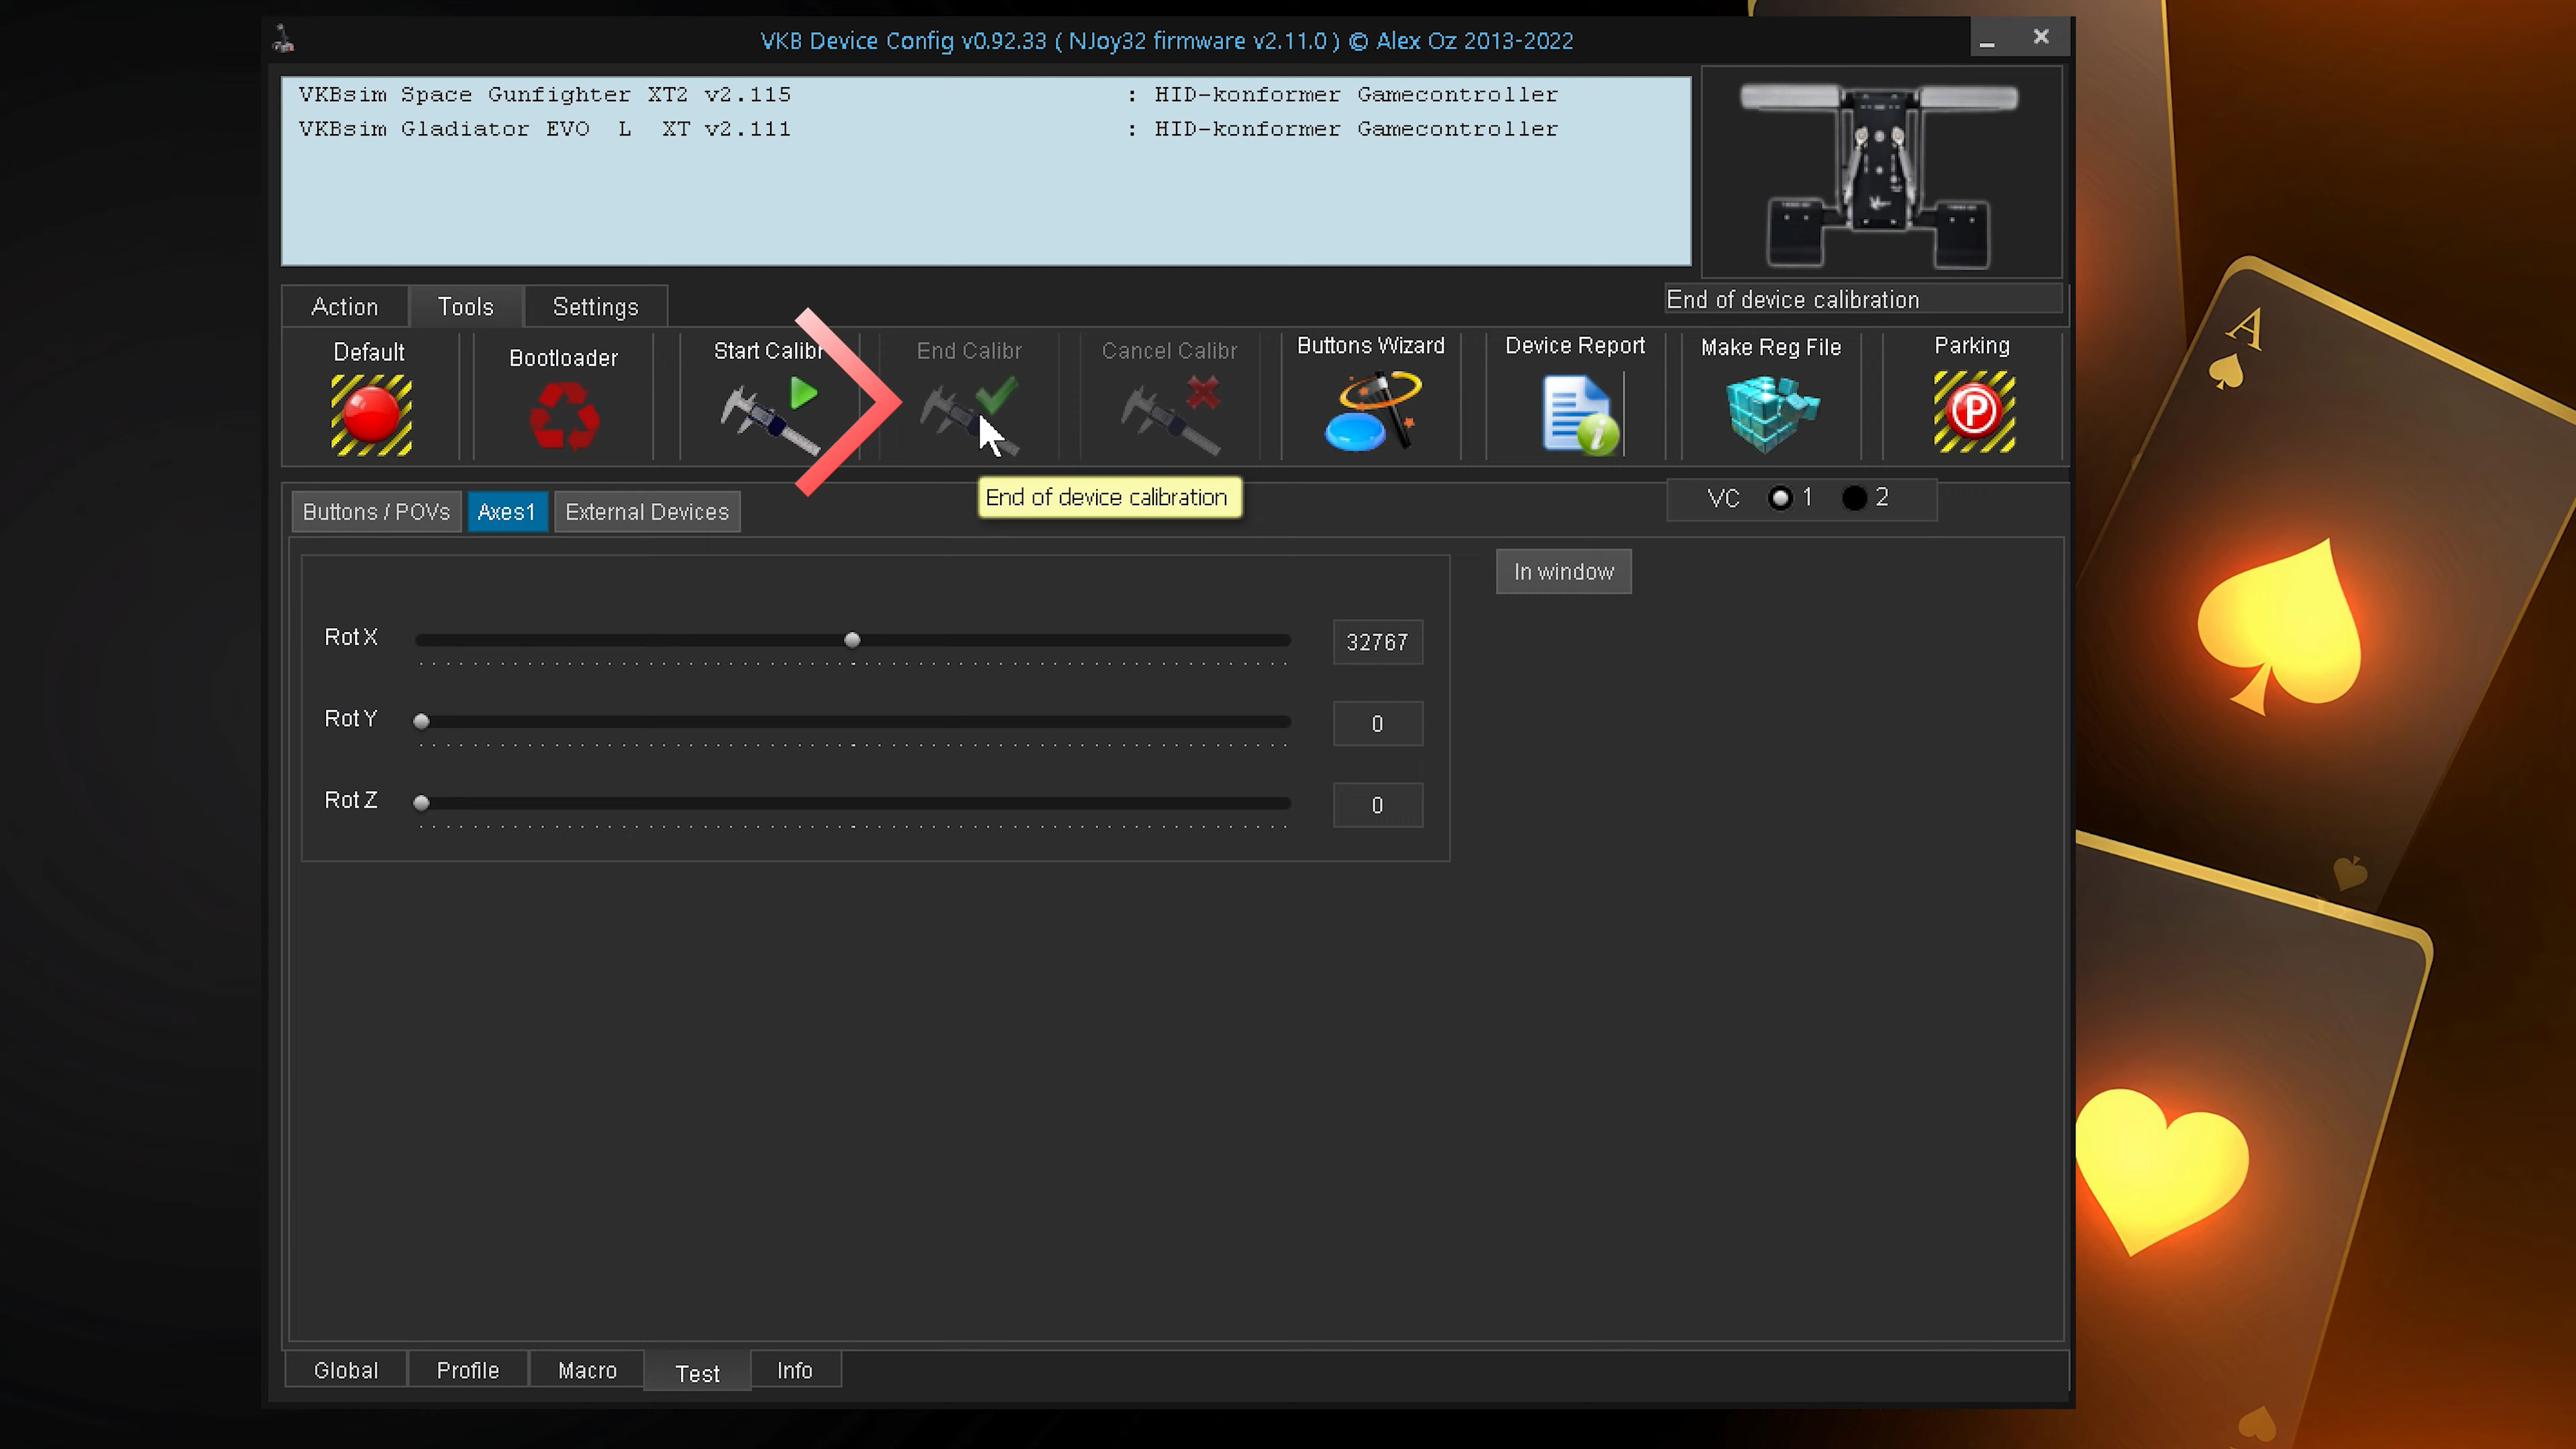 VKB Device Config v0.92.33 ( NJoy32 firmware v2.11.0 ) © Alex Oz 2013-2022
VKBsim Space Gunfighter XT2 v2.115 : HID-konformer Gamecontroller
VKBsim Gladiator EVO L XT v2.111 : HID-konformer Gamecontroller
Action Tools Settings
End of device calibration
Default
Bootloader
Start Calibr
End Calibr
Cancel Calibr
Buttons Wizard
Device Report
Make Reg File
Parking
P
i
End of device calibration
Buttons / POVs Axes1 External Devices
VC 1 2
In window
Rot X 32767
Rot Y 0
Rot Z 0
Global Profile Macro Test Info
A